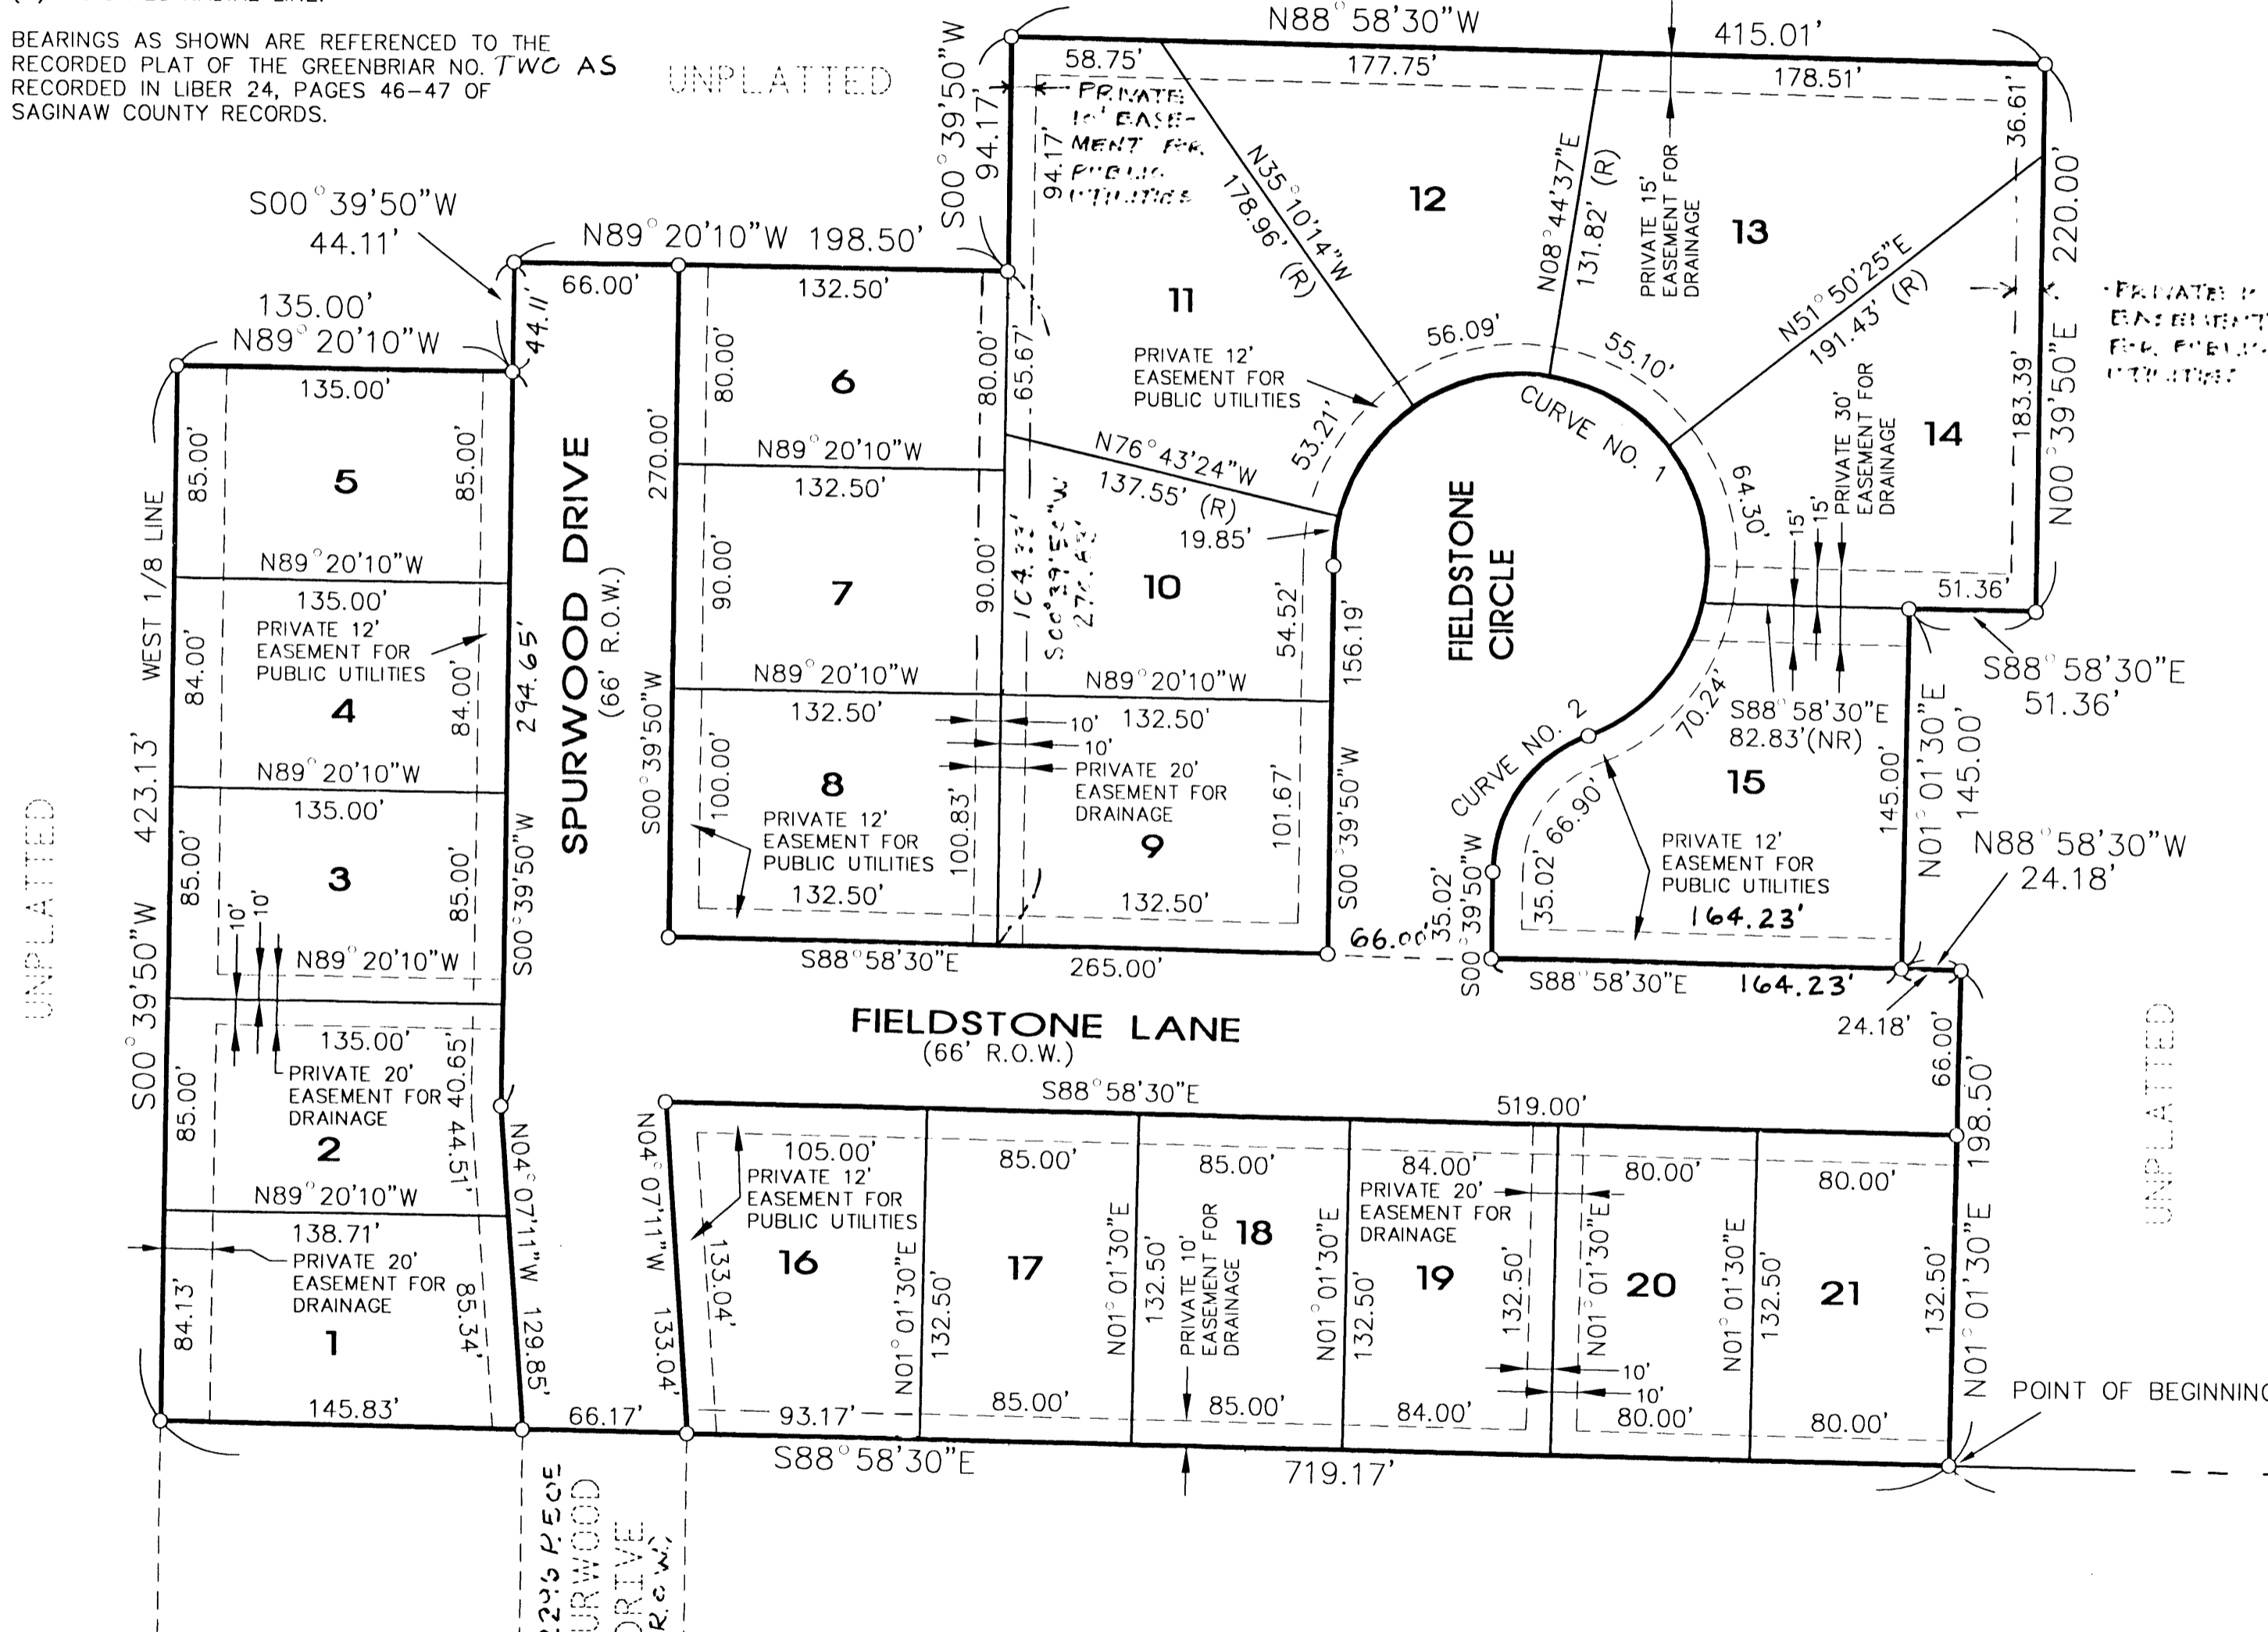 BEARINGS AS SHOWN ARE REFERENCED TO THE
RECORDED PLAT OF THE GREENBRIAR NO. TWO AS
RECORDED IN LIBER 24, PAGES 46-47 OF
SAGINAW COUNTY RECORDS.
UNPLATTED
N88°58'30"W
415.01'
58.75'
177.75'
178.51'
S00°39'50"W
94.17'
94.17'
PRIVATE
10' EASE-
MENT FOR
PUBLIC
UTILITIES
N35°10'14"W
178.96' (R)
12
N08°44'37"E
131.82' (R)
PRIVATE 15'
EASEMENT FOR
DRAINAGE
13
36.61'
N00°39'50"E 220.00'
N51°50'25"E
191.43' (R)
EASEMENT
183.39'
S00°39'50"W
44.11'
N89°20'10"W 198.50'
135.00'
N89°20'10"W
44.11'
66.00'
132.50'
135.00'
85.00'
5
85.00'
WEST 1/8 LINE
N89°20'10"W
135.00'
PRIVATE 12'
EASEMENT FOR
PUBLIC UTILITIES
84.00'
4
84.00'
294.65'
N89°20'10"W
135.00'
85.00'
3
85.00'
S00°39'50"W
10'
10'
N89°20'10"W
UNPLATTED
S00°39'50"W 423.13'
135.00'
PRIVATE 20'
EASEMENT FOR
DRAINAGE
85.00'
2
40.65'
44.51'
N89°20'10"W
138.71'
PRIVATE 20'
EASEMENT FOR
DRAINAGE
84.13'
1
85.34'
N04°07'11"W 129.85'
145.83'
66.17'
SPURWOOD DRIVE
(66' R.O.W.)
270.00'
S00°39'50"W
80.00'
6
80.00'
65.67'
N89°20'10"W
132.50'
90.00'
7
90.00'
S00°39'50"W
N89°20'10"W
132.50'
100.00'
8
PRIVATE 12'
EASEMENT FOR
PUBLIC UTILITIES
100.83'
132.50'
11
PRIVATE 12'
EASEMENT FOR
PUBLIC UTILITIES
N76°43'24"W
137.55' (R)
19.85'
10
54.52'
156.19'
N89°20'10"W
132.50'
10'
10'
PRIVATE 20'
EASEMENT FOR
DRAINAGE
9
101.67'
S00°39'50"W
132.50'
S88°58'30"E
265.00'
66.00'
53.21'
56.09'
55.10'
CURVE NO. 1
64.30'
FIELDSTONE
CIRCLE
CURVE NO. 2
70.24'
66.90'
14
PRIVATE 30'
EASEMENT FOR
DRAINAGE
15'
15'
51.36'
S88°58'30"E
51.36'
S88°58'30"E
82.83'(NR)
15
145.00'
N01°01'30"E
145.00'
N88°58'30"W
24.18'
PRIVATE 12'
EASEMENT FOR
PUBLIC UTILITIES
164.23'
35.02'
S00°39'50"W
35.02'
S88°58'30"E
164.23'
24.18'
66.00'
UNPLATTED
FIELDSTONE LANE
(66' R.O.W.)
S88°58'30"E
519.00'
N04°07'11"W 133.04'
105.00'
PRIVATE 12'
EASEMENT FOR
PUBLIC UTILITIES
133.04'
16
93.17'
N01°01'30"E
132.50'
85.00'
17
85.00'
N01°01'30"E
132.50'
85.00'
PRIVATE 10'
EASEMENT FOR
DRAINAGE
18
85.00'
N01°01'30"E
132.50'
84.00'
PRIVATE 20'
EASEMENT FOR
DRAINAGE
19
132.50'
84.00'
N01°01'30"E
80.00'
20
10'
10'
80.00'
N01°01'30"E
132.50'
80.00'
21
132.50'
80.00'
N01°01'30"E 198.50'
POINT OF BEGINNING
S88°58'30"E
719.17'
DRIVE
R.O.W.)